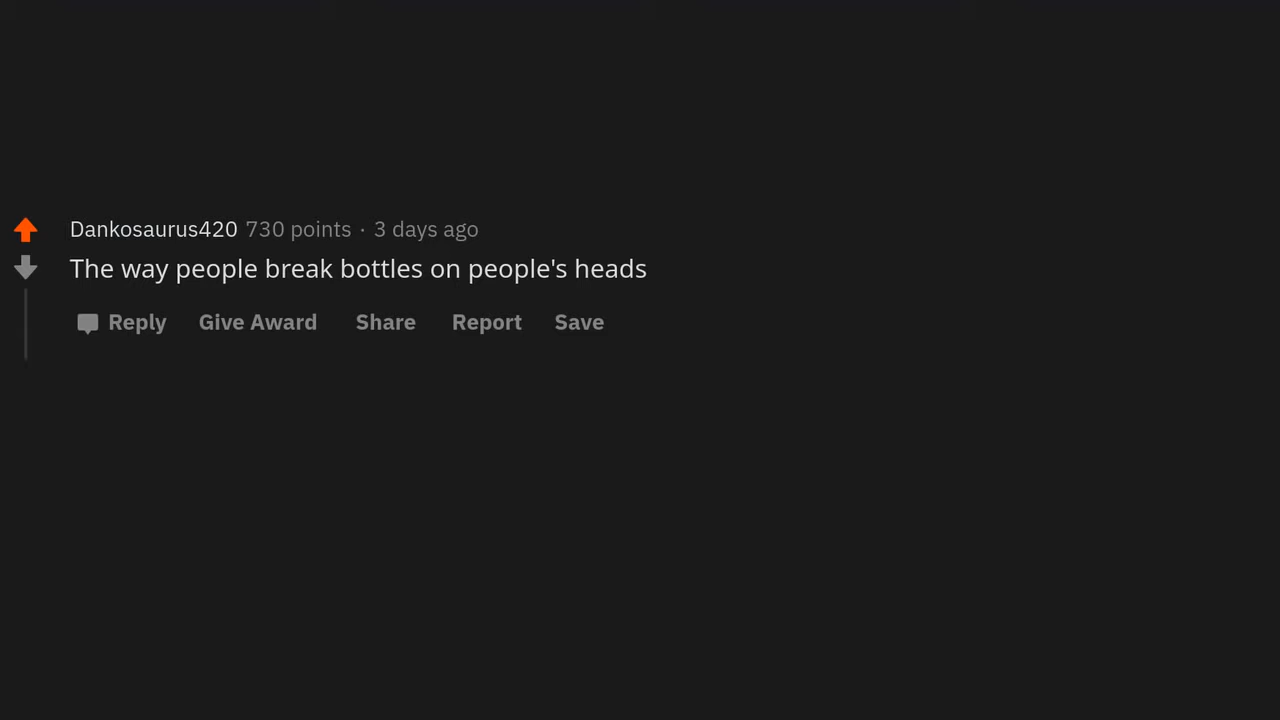 Dankosaurus420 730 points · 3 days ago
The way people break bottles on people's heads
Reply Give Award Share Report Save